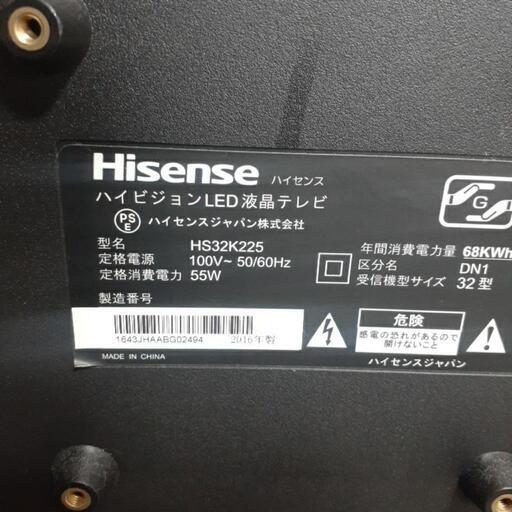 Hisense ハイセンス
ハイビジョンLED液晶テレビ
PS
E
ハイセンスジャパン株式会社
G
型名 HS32K225
定格電源 100V~ 50/60Hz
定格消費電力 55W
年間消費電力量 68KWh
区分名 DN1
受信機型サイズ 32型
製造番号
1643JHAABG02494 2016年製
MADE IN CHINA
危険
感電の恐れがあるので
開けないこと
ハイセンスジャパン